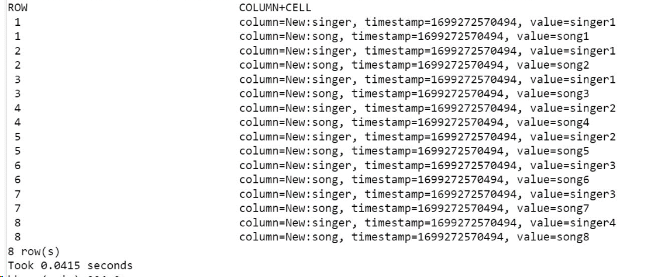 ROW COLUMN+CELL
1 column=New:singer, timestamp=1699272570494, value=singer1
1 column=New:song, timestamp=1699272570494, value=song1
2 column=New:singer, timestamp=1699272570494, value=singer1
2 column=New:song, timestamp=1699272570494, value=song2
3 column=New:singer, timestamp=1699272570494, value=singer1
3 column=New:song, timestamp=1699272570494, value=song3
4 column=New:singer, timestamp=1699272570494, value=singer2
4 column=New:song, timestamp=1699272570494, value=song4
5 column=New:singer, timestamp=1699272570494, value=singer2
5 column=New:song, timestamp=1699272570494, value=song5
6 column=New:singer, timestamp=1699272570494, value=singer3
6 column=New:song, timestamp=1699272570494, value=song6
7 column=New:singer, timestamp=1699272570494, value=singer3
7 column=New:song, timestamp=1699272570494, value=song7
8 column=New:singer, timestamp=1699272570494, value=singer4
8 column=New:song, timestamp=1699272570494, value=song8
8 row(s)
Took 0.0415 seconds